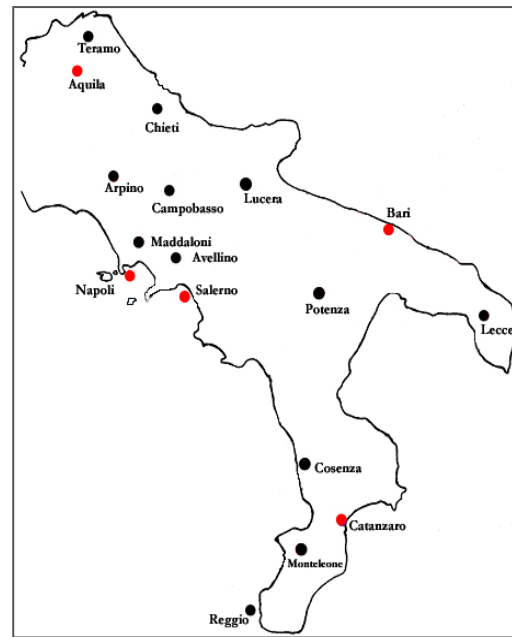 Teramo
Aquila
Chieti
Arpino
Campobasso
Lucera
Bari
Maddaloni
Avellino
Napoli
Salerno
Potenza
Lecce
Cosenza
Catanzaro
Monteleone
Reggio